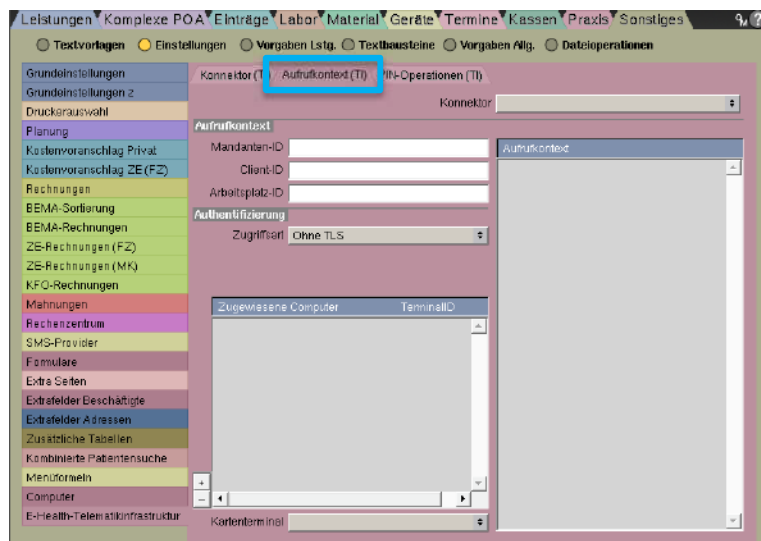 Leistungen Komplexe POA Einträge Labor Material Geräte Termine Kassen Praxis Sonstiges
Textvorlagen Einstellungen Vorgaben Lstg. Textbausteine Vorgaben Allg. Dateioperationen
Grundeinstellungen
Grundeinstellungen 2
Druckerauswahl
Planung
Kostenvoranschlag Privat
Kostenvoranschlag ZE (FZ)
Rechnungen
BEMA-Sortierung
BEMA-Rechnungen
ZE-Rechnungen (FZ)
ZE-Rechnungen (MK)
KFO-Rechnungen
Mahnungen
Rechenzentrum
SMS-Provider
Formulare
Extra Seiten
Extrafelder Beschäftigte
Extrafelder Adressen
Zusätzliche Tabellen
Kombinierte Patientensuche
Menüformeln
Computer
E-Health-Telematikinfrastruktur
Konnektor (T Aufrufkontext (TI) PIN-Operationen (TI)
Konnektor
Aufrufkontext
Mandanten-ID
Client-ID
Arbeitsplatz-ID
Authentifizierung
Zugriffsart Ohne TLS
Zugewiesene Computer TerminalID
+
−
Kartenterminal
Aufrufkontext